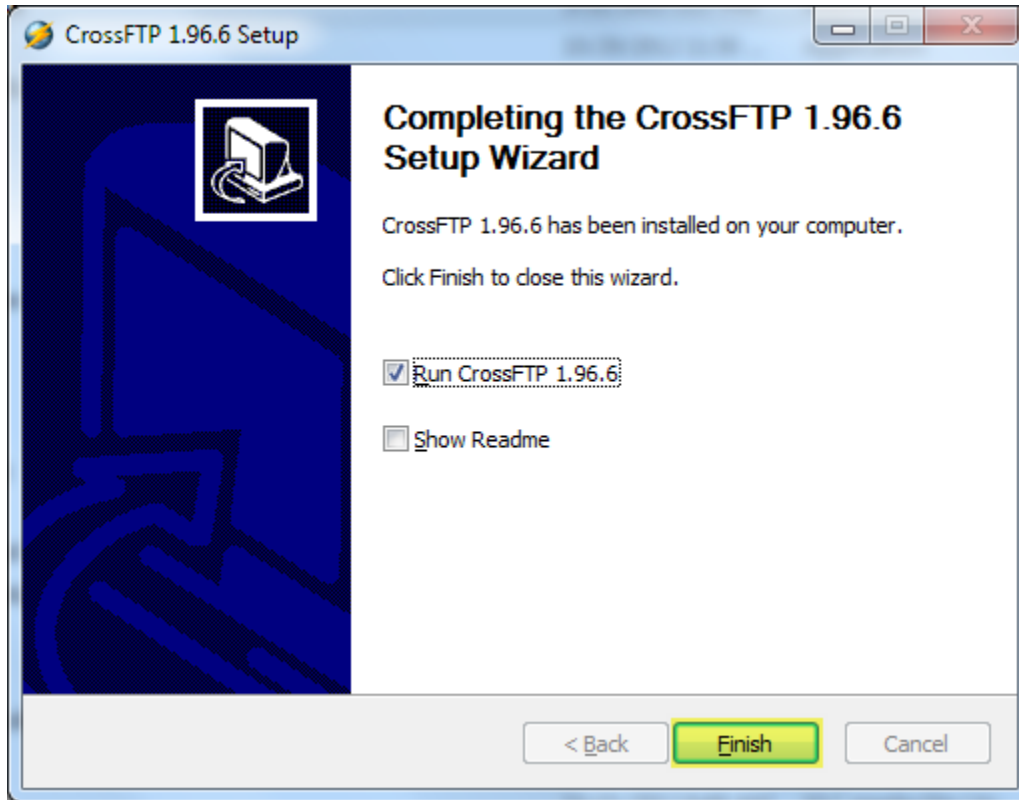 CrossFTP 1.96.6 Setup
Completing the CrossFTP 1.96.6
Setup Wizard
CrossFTP 1.96.6 has been installed on your computer.
Click Finish to close this wizard.
Run CrossFTP 1.96.6
Show Readme
< Back
Finish
Cancel